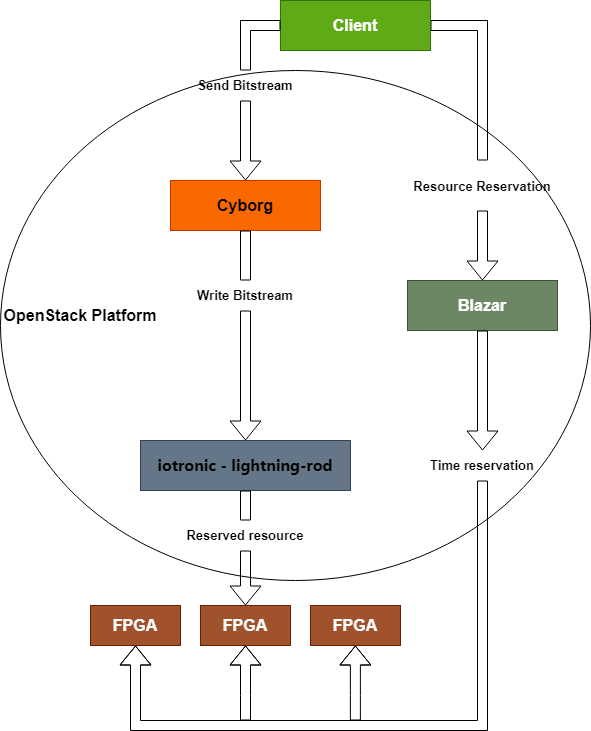 Client
Send Bitstream
Resource Reservation
Cyborg
Write Bitstream
Blazar
OpenStack Platform
iotronic - lightning-rod
Time reservation
Reserved resource
FPGA
FPGA
FPGA